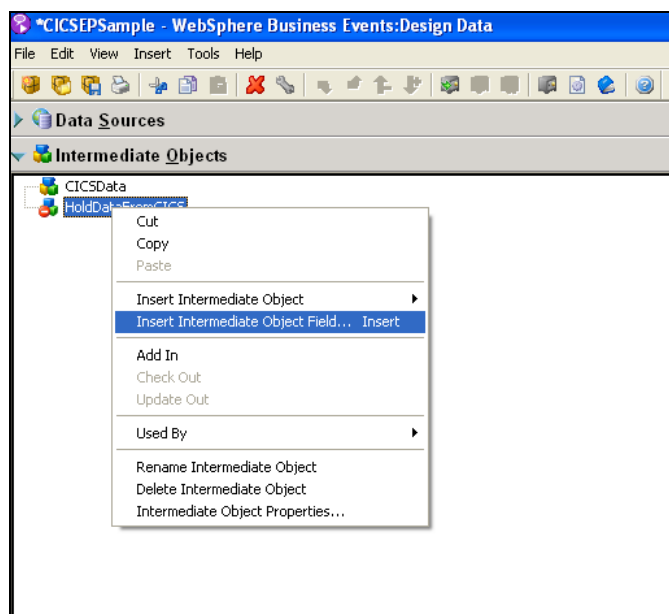 *CICSEPSample - WebSphere Business Events:Design Data
File Edit View Insert Tools Help
Data Sources
Intermediate Objects
CICSData
HoldDataFromCICS
Cut
Copy
Paste
Insert Intermediate Object
Insert Intermediate Object Field... Insert
Add In
Check Out
Update Out
Used By
Rename Intermediate Object
Delete Intermediate Object
Intermediate Object Properties...